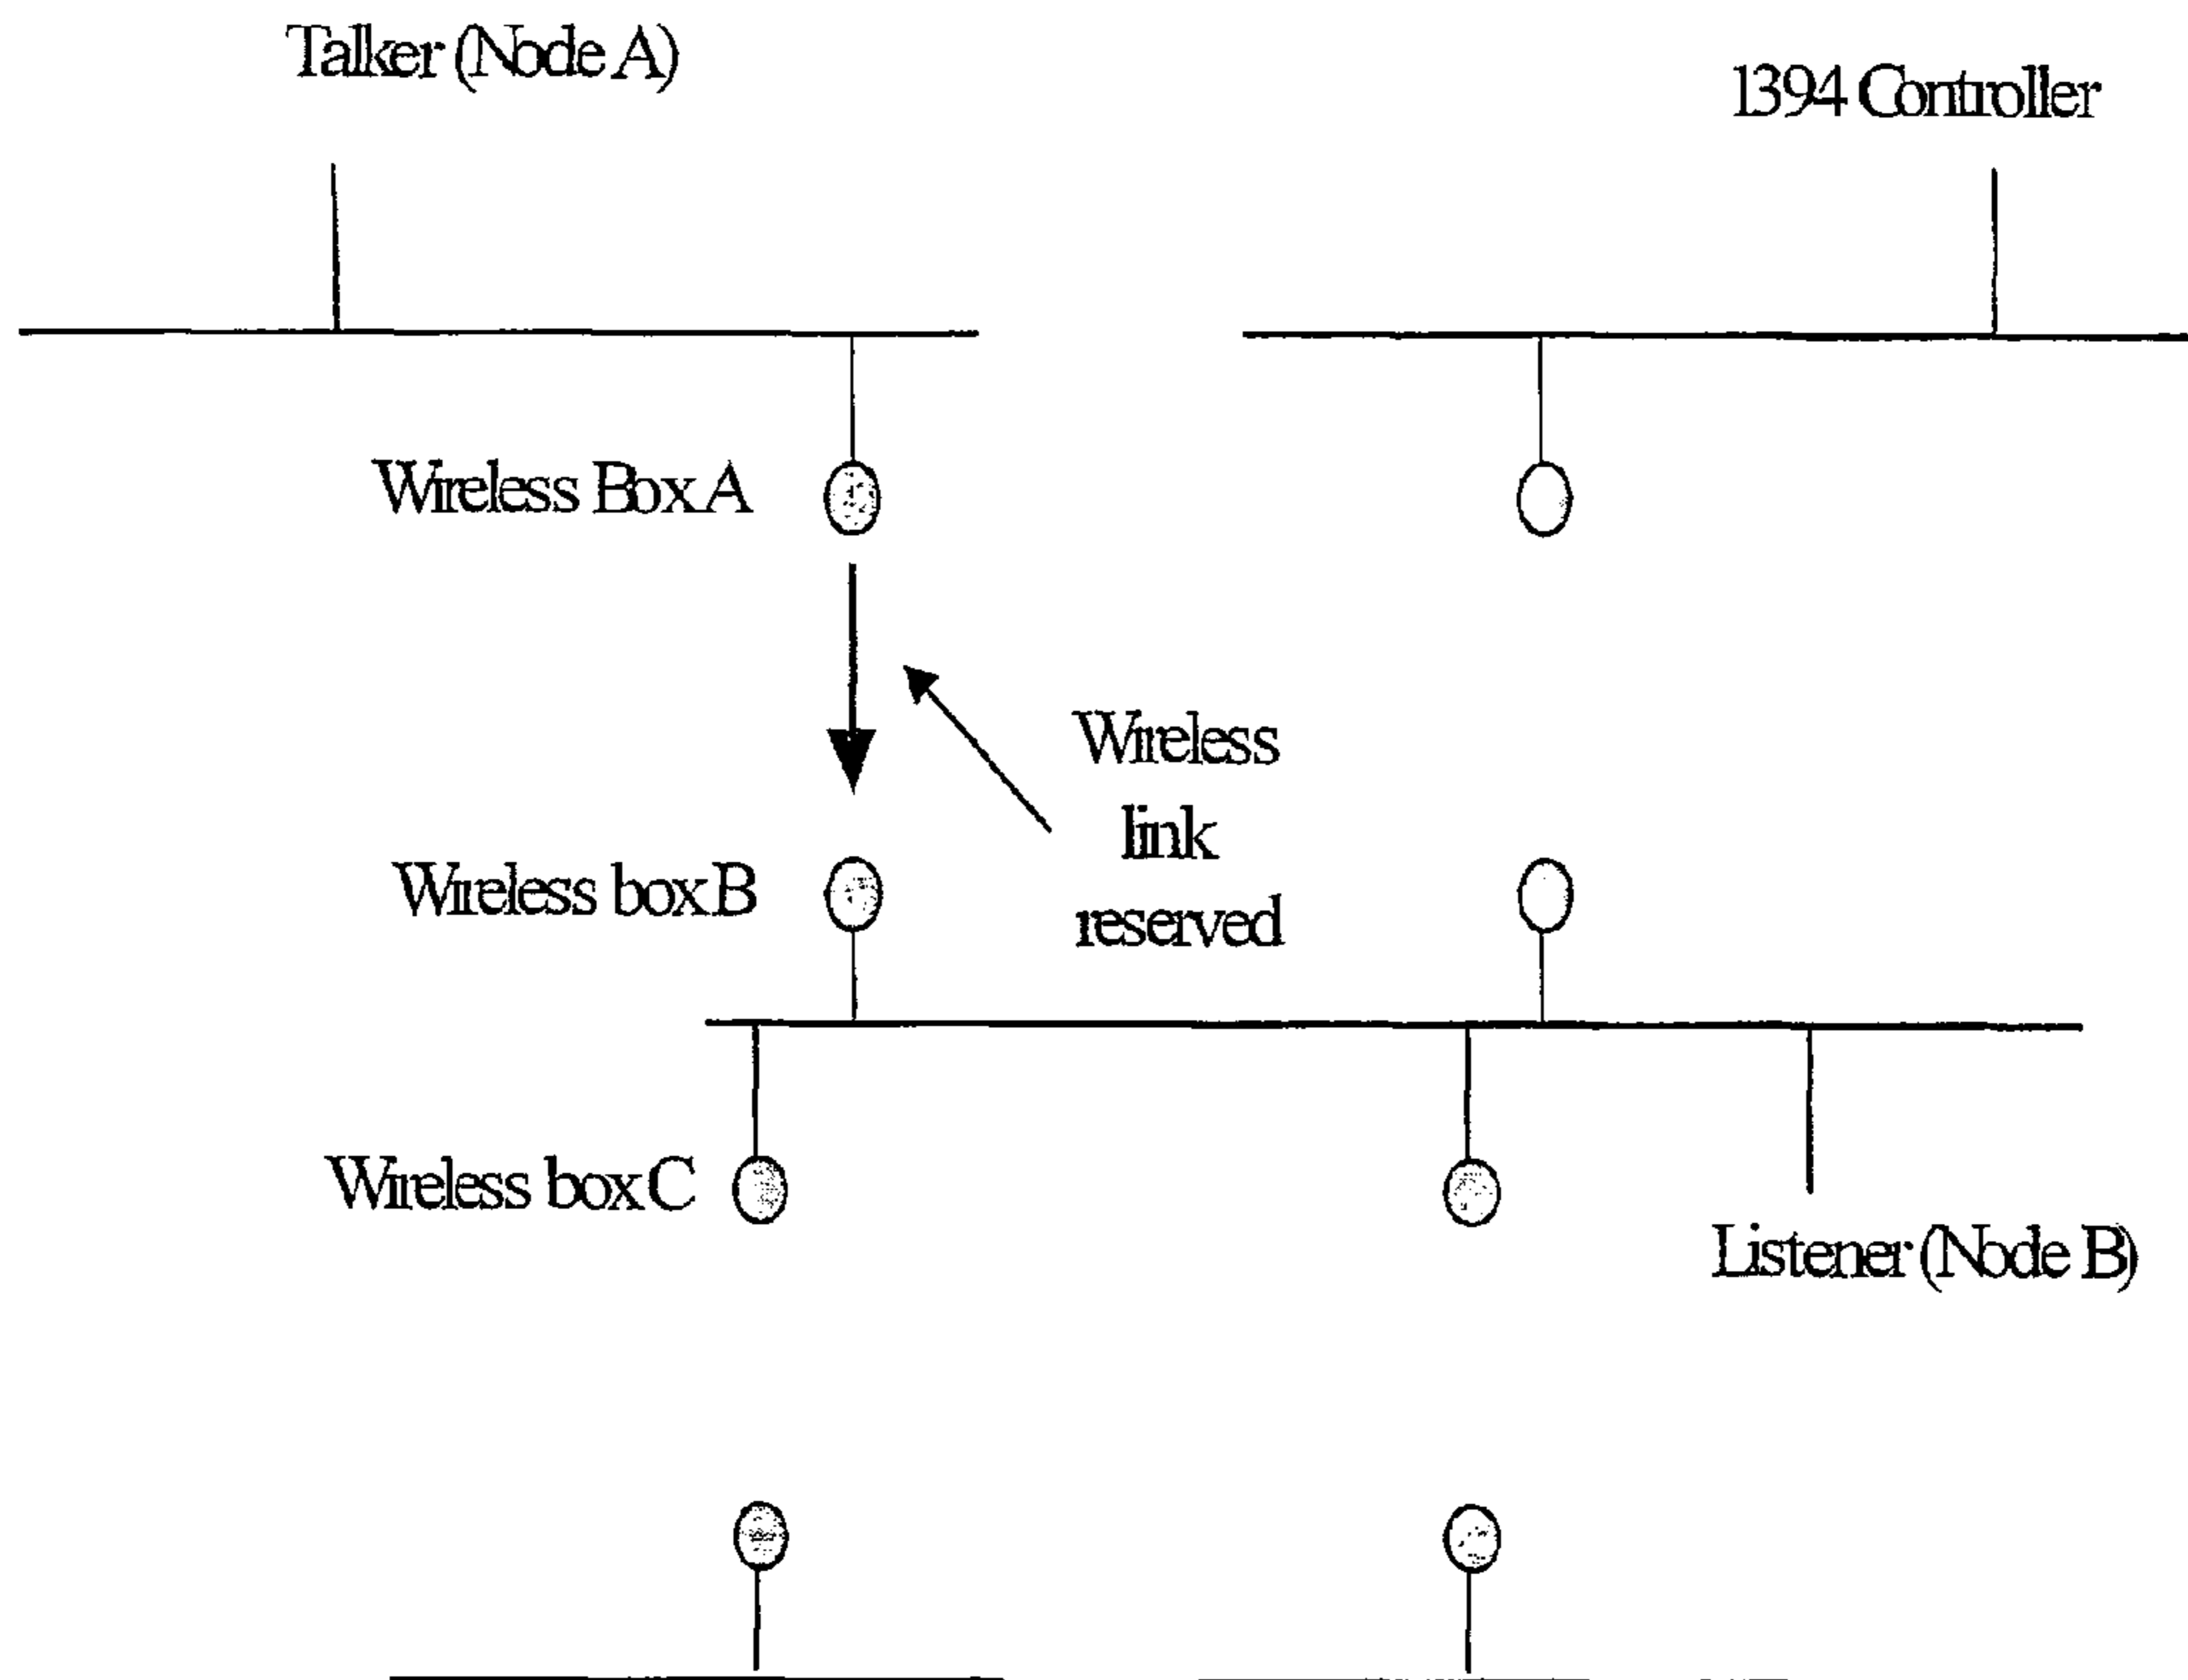 Talker (Node A)
1394 Controller
Wireless Box A
Wireless
link
reserved
Wireless box B
Wireless box C
Listener (Node B)